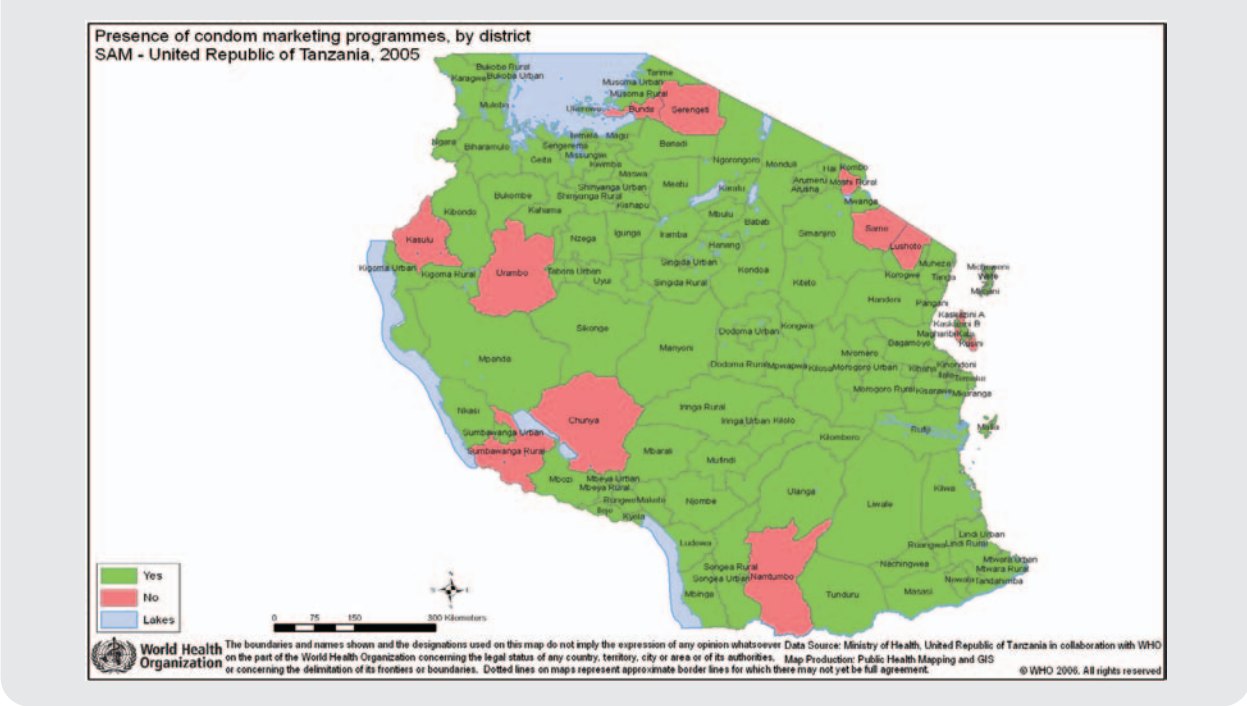 Presence of condom marketing programmes, by district
SAM - United Republic of Tanzania, 2005
Bukoba Rural
Bukoba Urban
Karagwe
Tarime
Musoma Urban
Musoma Rural
Muleba
Ukerewe
Bunda
Serengeti
Ngara
Biharamulo
Ilemela
Magu
Sengerema
Missungwi
Geita
Kwimba
Bariadi
Maswa
Ngorongoro
Monduli
Hai
Rombo
Arumeru
Arusha
Moshi Rural
Mwanga
Shinyanga Urban
Shinyanga Rural
Meatu
Karatu
Bukombe
Kahama
Kishapu
Kibondo
Mbulu
Babati
Kasulu
Nzega
Igunga
Iramba
Hanang
Simanjiro
Same
Lushoto
Kigoma Urban
Kigoma Rural
Urambo
Tabora Urban
Uyui
Singida Urban
Singida Rural
Kondoa
Kiteto
Korogwe
Muheza
Tanga
Micheweni
Wete
Mkoani
Handeni
Pangani
Kaskazini A
Kaskazini B
Magharibi
Kusini
Sikonge
Dodoma Urban
Kongwa
Bagamoyo
Manyoni
Mvomero
Mpanda
Dodoma Rural
Mpwapwa
Kilosa
Morogoro Urban
Kibaha
Kinondoni
Ilala
Temeke
Morogoro Rural
Kisarawe
Mkuranga
Nkasi
Chunya
Iringa Rural
Iringa Urban
Kilolo
Sumbawanga Urban
Kilombero
Rufiji
Mafia
Sumbawanga Rural
Mbarali
Mufindi
Mbozi
Mbeya Urban
Mbeya Rural
Ulanga
Kilwa
Rungwe
Makete
Njombe
Liwale
Ileje
Kyela
Ludewa
Lindi Urban
Ruangwa
Lindi Rural
Songea Rural
Songea Urban
Namtumbo
Nachingwea
Mtwara Urban
Mtwara Rural
Newala
Tandahimba
Mbinga
Tunduru
Masasi
Yes
No
Lakes
0 75 150 300 Kilometers
World Health
Organization
The boundaries and names shown and the designations used on this map do not imply the expression of any opinion whatsoever
on the part of the World Health Organization concerning the legal status of any country, territory, city or area or of its authorities,
or concerning the delimitation of its frontiers or boundaries. Dotted lines on maps represent approximate border lines for which there may not yet be full agreement.
Data Source: Ministry of Health, United Republic of Tanzania in collaboration with WHO
Map Production: Public Health Mapping and GIS
© WHO 2006. All rights reserved